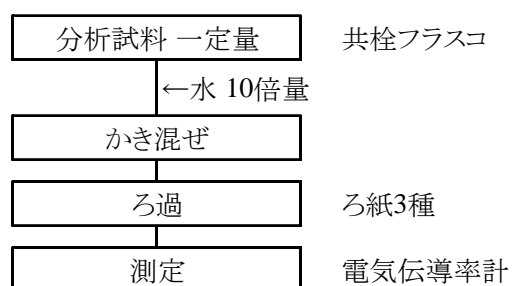 分析試料 一定量 共栓フラスコ
←水 10倍量
かき混ぜ
ろ過 ろ紙3種
測定 電気伝導率計